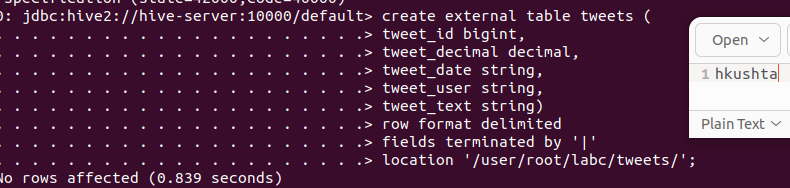 specification (state=42000,code=40000)
0: jdbc:hive2://hive-server:10000/default> create external table tweets (
. . . . . . . . . . . . . . . . . . . . . .> tweet_id bigint,
. . . . . . . . . . . . . . . . . . . . . .> tweet_decimal decimal,
. . . . . . . . . . . . . . . . . . . . . .> tweet_date string,
. . . . . . . . . . . . . . . . . . . . . .> tweet_user string,
. . . . . . . . . . . . . . . . . . . . . .> tweet_text string)
. . . . . . . . . . . . . . . . . . . . . .> row format delimited
. . . . . . . . . . . . . . . . . . . . . .> fields terminated by '|'
. . . . . . . . . . . . . . . . . . . . . .> location '/user/root/labc/tweets/';
No rows affected (0.839 seconds)
Open
1 hkushta
Plain Text